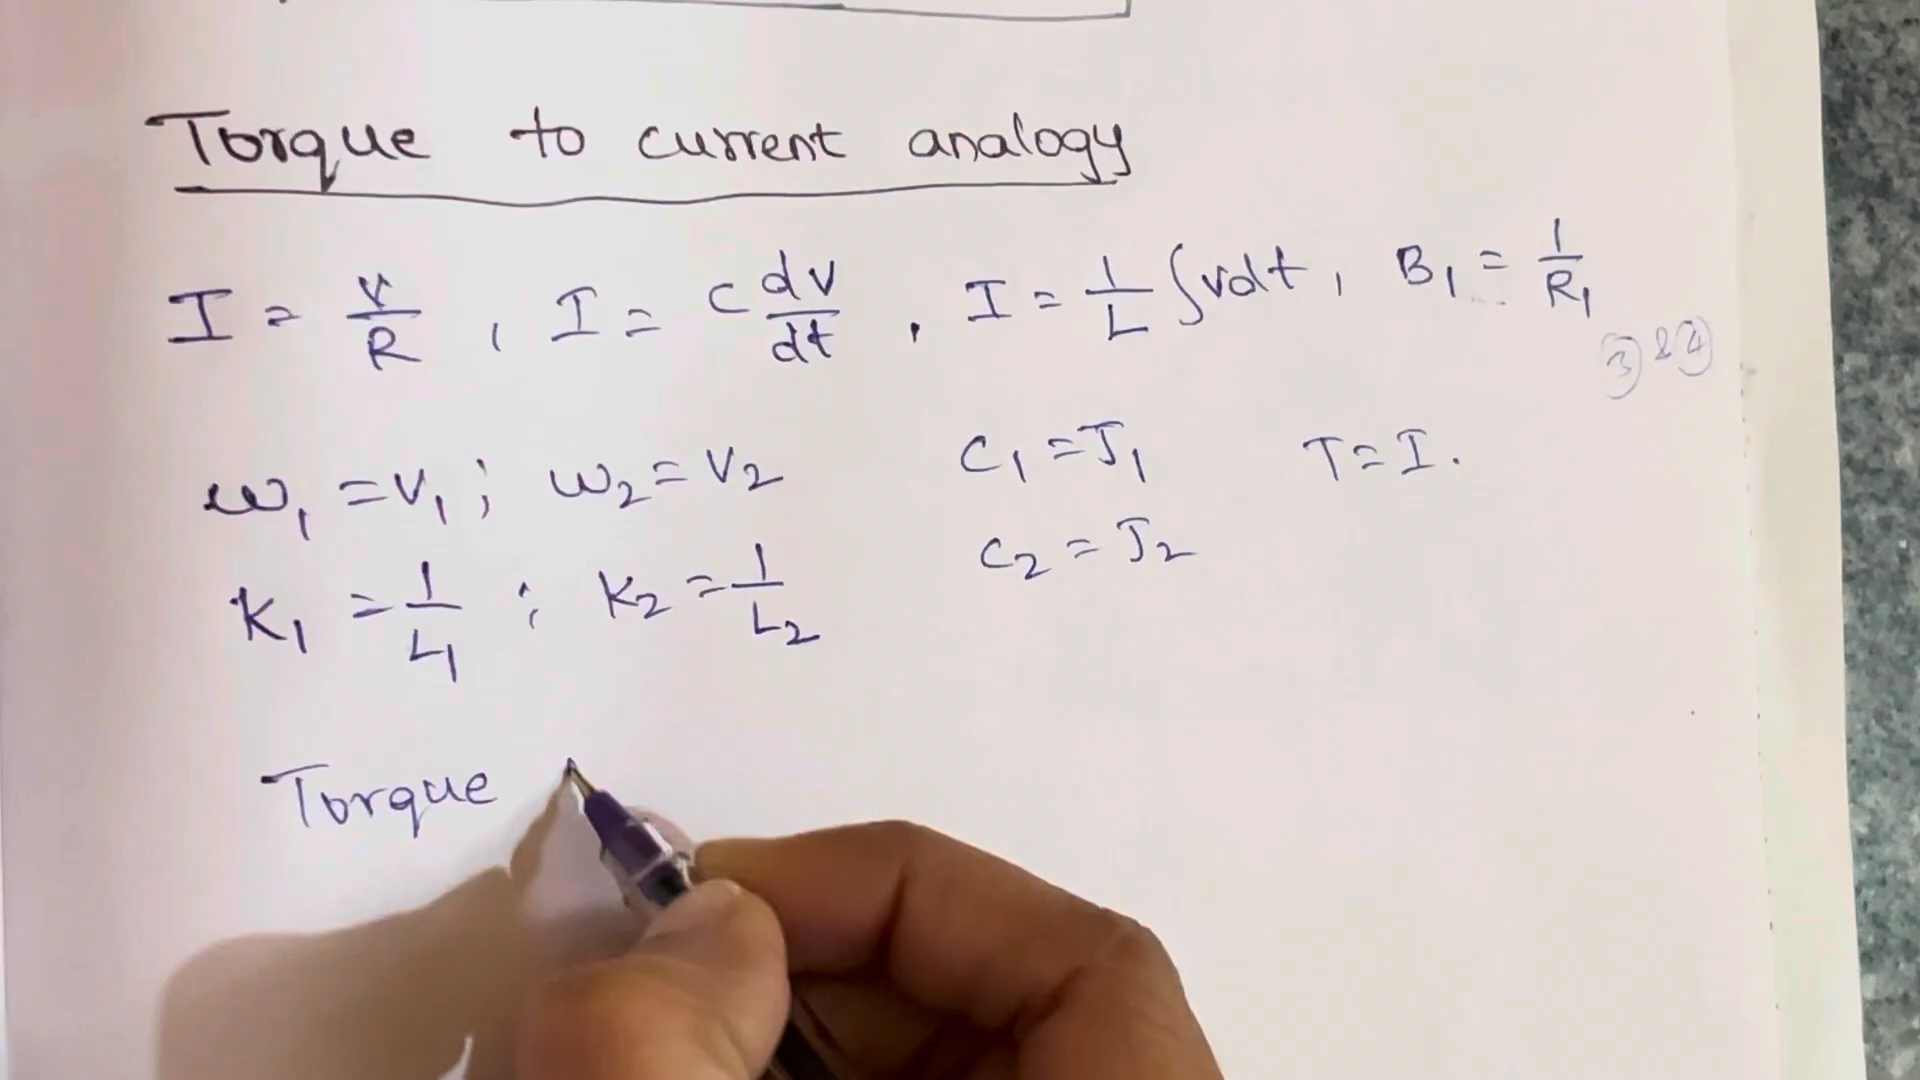 Torque to current analogy
I = V/R , I = C dv/dt , I = 1/L ∫vdt , B1 = 1/R1
③ & ④
ω1 = V1 ; ω2 = V2 C1 = J1 T = I.
C2 = J2
K1 = 1/L1 ; K2 = 1/L2
Torque